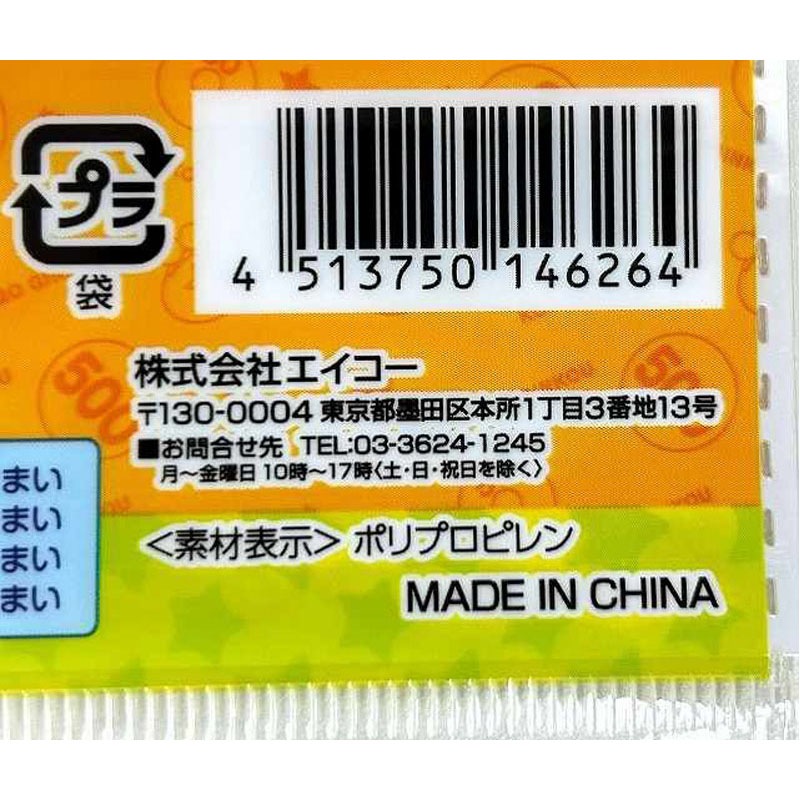 プラ
袋
4 513750 146264
株式会社エイコー
〒130-0004 東京都墨田区本所1丁目3番地13号
■お問合せ先 TEL:03-3624-1245
月～金曜日10時～17時〈土・日・祝日を除く〉
まい
まい
まい
まい
＜素材表示＞ ポリプロピレン
MADE IN CHINA
500